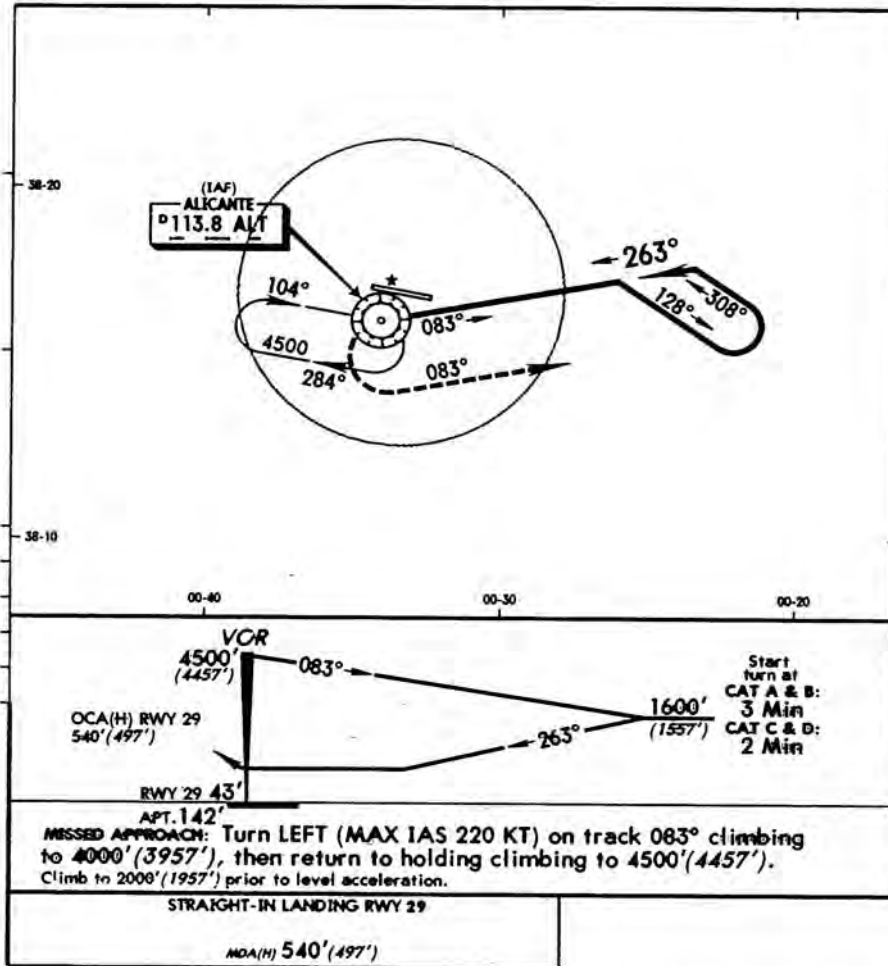 38-20
(IAF)
ALICANTE
D 113.8 ALT
263°
104°
083°
128°
308°
4500
284°
083°
38-10
00-40
00-30
00-20
VOR
4500'
(4457')
083°
Start
turn at
CAT A & B:
3 Min
CAT C & D:
2 Min
1600'
(1557')
OCA(H) RWY 29
540'(497')
263°
RWY 29 43'
APT. 142'
MISSED APPROACH: Turn LEFT (MAX IAS 220 KT) on track 083° climbing
to 4000'(3957'), then return to holding climbing to 4500'(4457').
Climb to 2000'(1957') prior to level acceleration.
STRAIGHT-IN LANDING RWY 29
MDA(H) 540'(497')